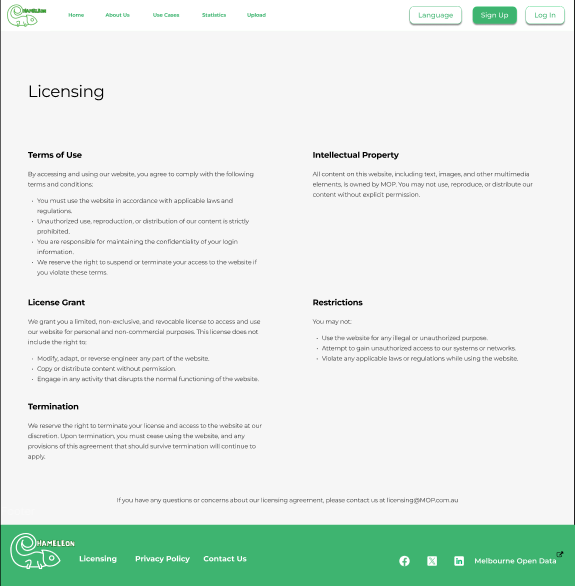 HAMELEON
Home
About Us
Use Cases
Statistics
Upload
Language
Sign Up
Log In
Licensing
Terms of Use
By accessing and using our website, you agree to comply with the following
terms and conditions:
• You must use the website in accordance with applicable laws and
regulations.
• Unauthorized use, reproduction, or distribution of our content is strictly
prohibited.
• You are responsible for maintaining the confidentiality of your login
information.
• We reserve the right to suspend or terminate your access to the website if
you violate these terms.
Intellectual Property
All content on this website, including text, images, and other multimedia
elements, is owned by MOP. You may not use, reproduce, or distribute our
content without explicit permission.
License Grant
We grant you a limited, non-exclusive, and revocable license to access and use
our website for personal and non-commercial purposes. This license does not
include the right to:
• Modify, adapt, or reverse engineer any part of the website.
• Copy or distribute content without permission.
• Engage in any activity that disrupts the normal functioning of the website.
Restrictions
You may not:
• Use the website for any illegal or unauthorized purpose.
• Attempt to gain unauthorized access to our systems or networks.
• Violate any applicable laws or regulations while using the website.
Termination
We reserve the right to terminate your license and access to the website at our
discretion. Upon termination, you must cease using the website, and any
provisions of this agreement that should survive termination will continue to
apply.
If you have any questions or concerns about our licensing agreement, please contact us at licensing@MOP.com.au
HAMELEON
Licensing
Privacy Policy
Contact Us
Melbourne Open Data